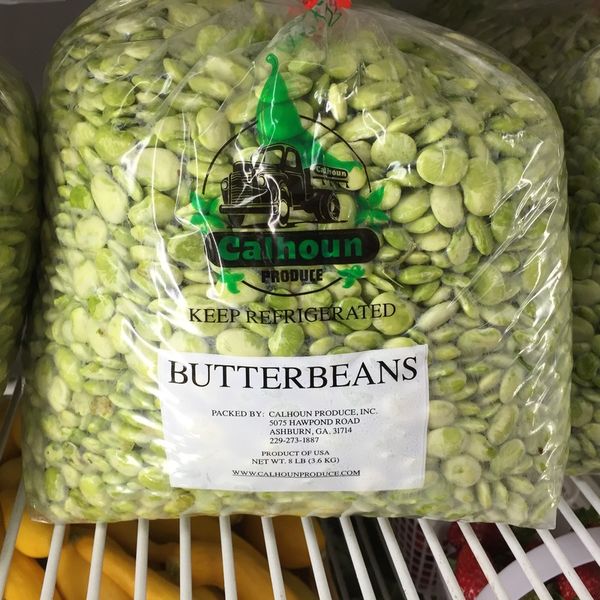 Calhoun
Calhoun
PRODUCE
KEEP REFRIGERATED
BUTTERBEANS
PACKED BY: CALHOUN PRODUCE, INC.
5075 HAWPOND ROAD
ASHBURN, GA. 31714
229-273-1887
PRODUCT OF USA
NET WT. 8 LB (3.6 KG)
WWW.CALHOUNPRODUCE.COM